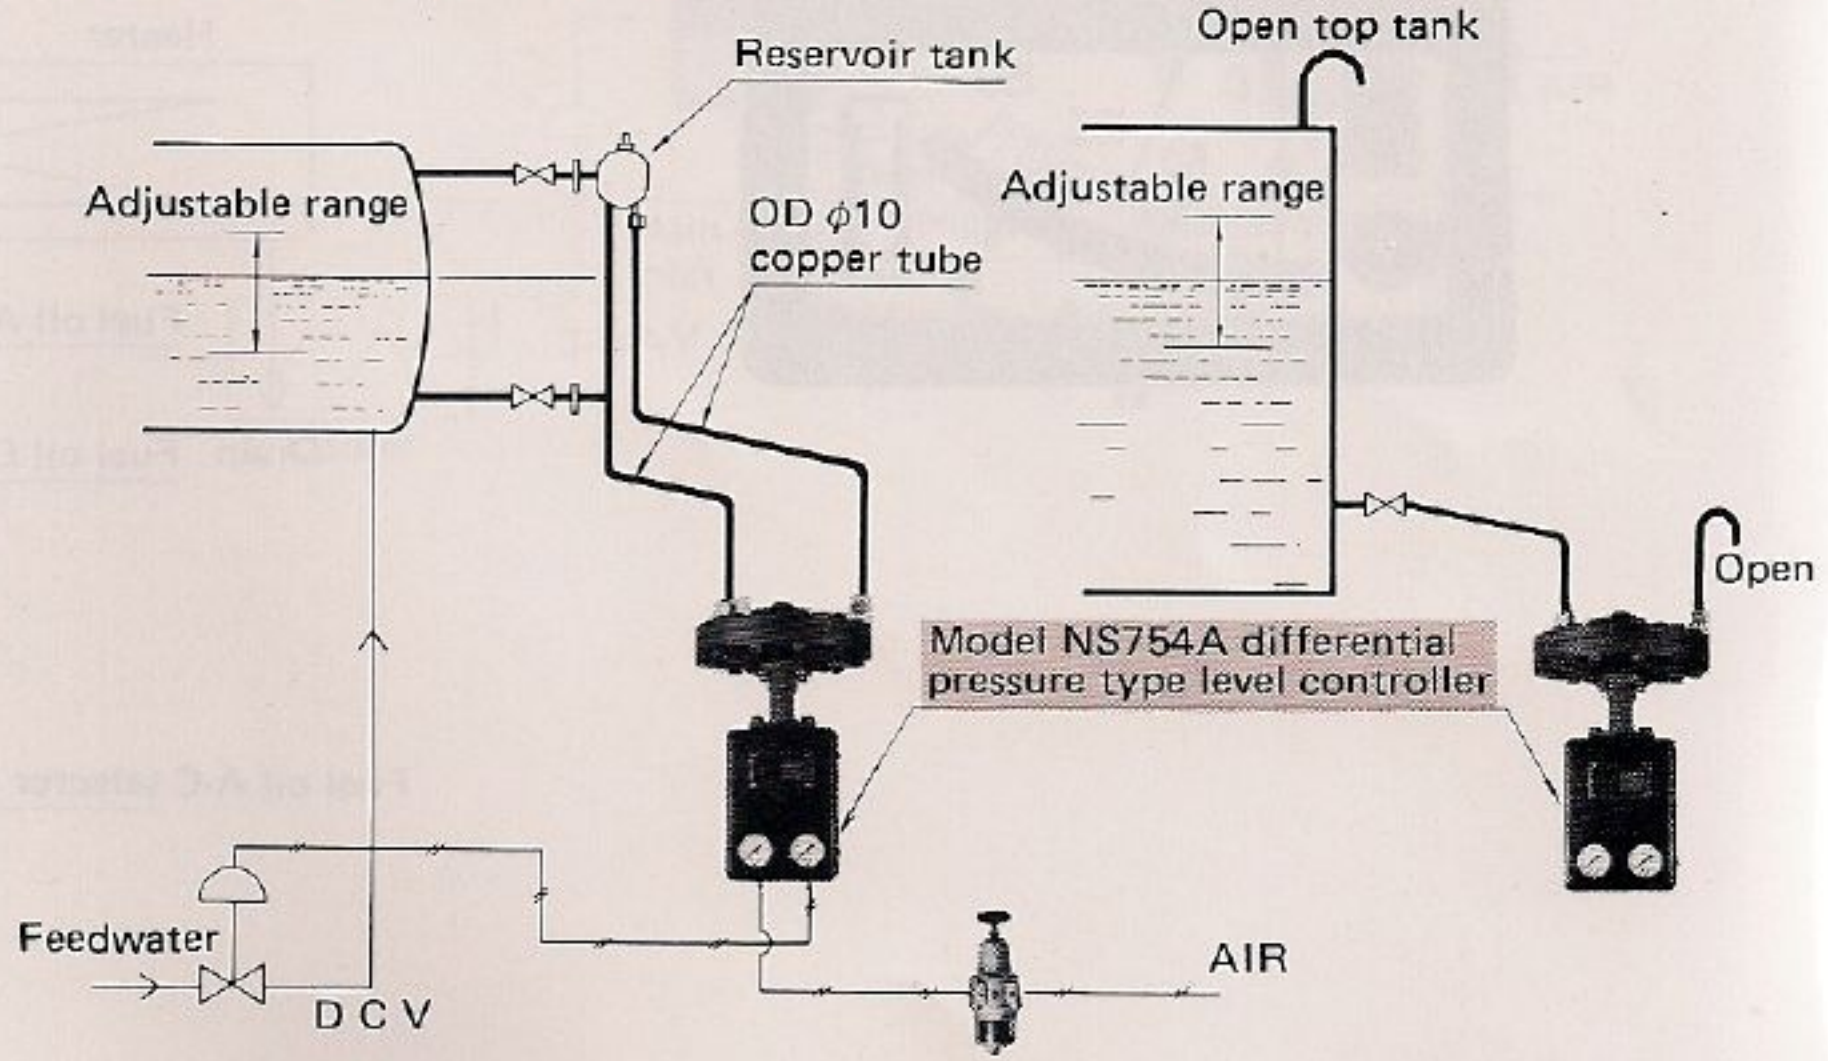 Open top tank
Reservoir tank
Adjustable range
Adjustable range
OD φ10
copper tube
Open
Model NS754A differential
pressure type level controller
Feedwater
AIR
D C V